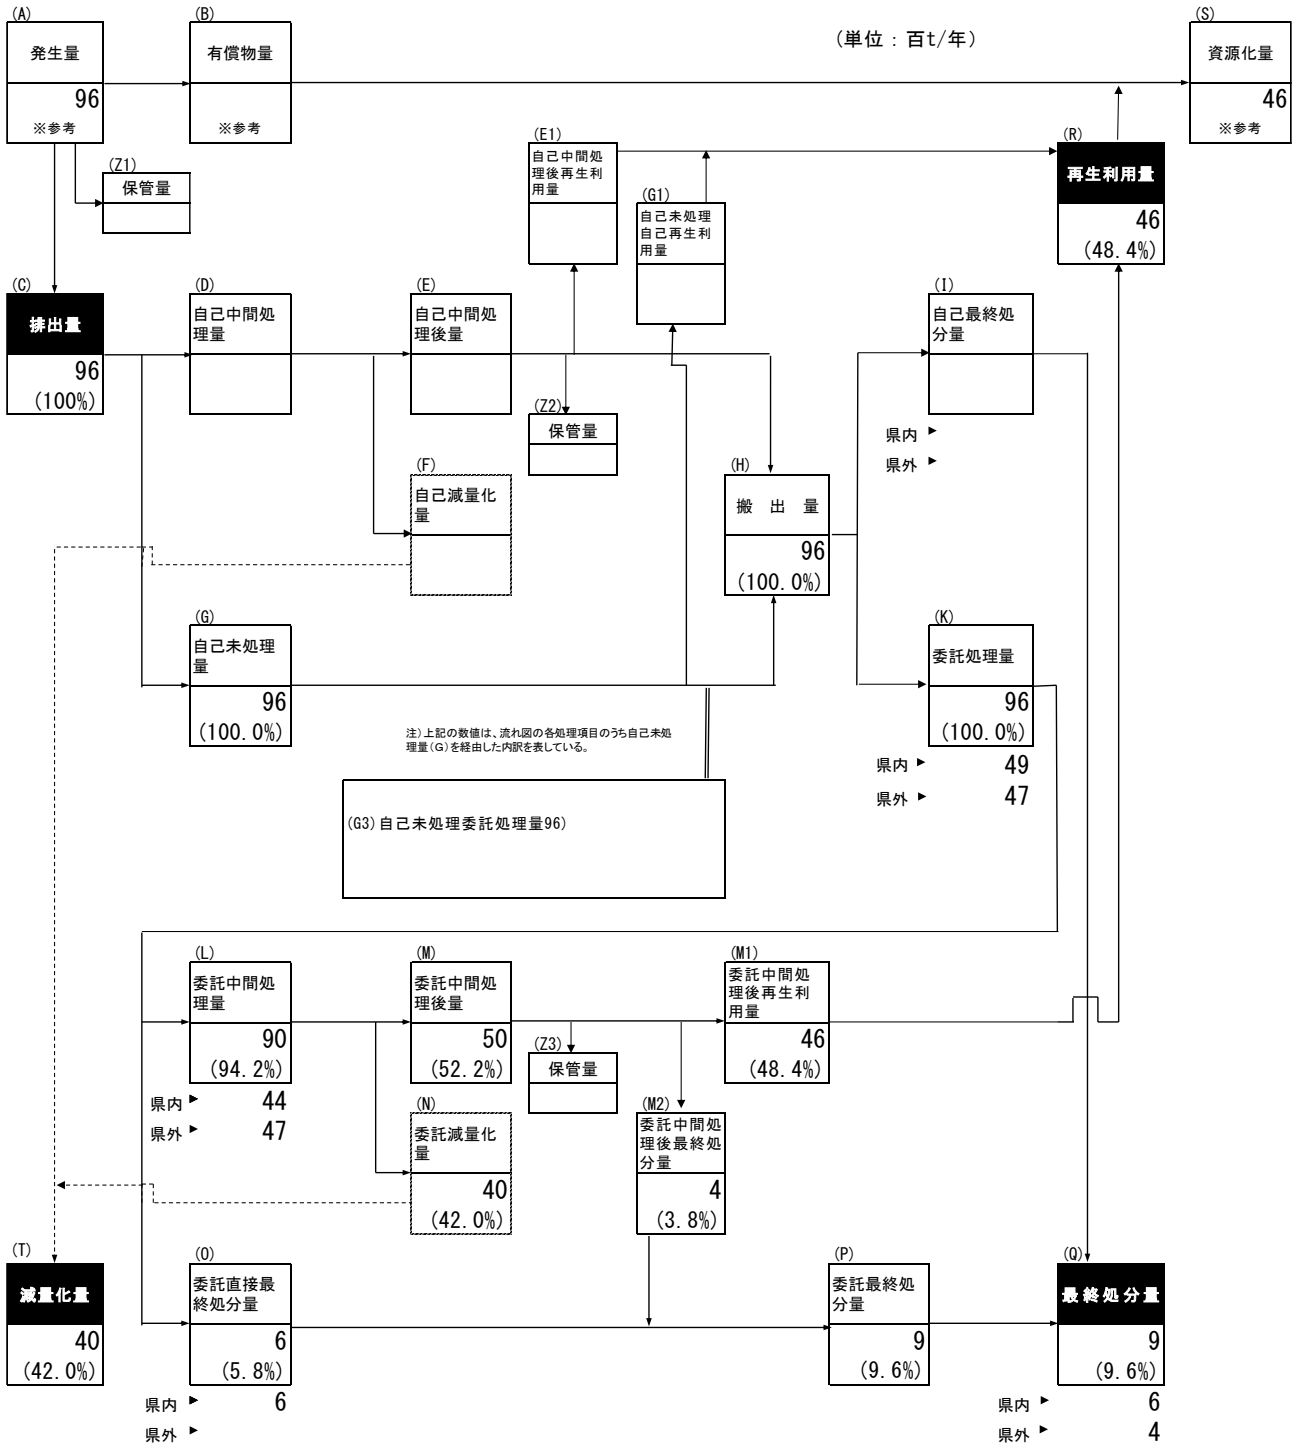 (A)
発生量
96
※参考
(B)
有償物量
※参考
(単位：百t/年)
(S)
資源化量
46
※参考
(Z1)
保管量
(E1)
自己中間処
理後再生利
用量
(G1)
自己未処理
自己再生利
用量
(R)
再生利用量
46
(48.4%)
(C)
排出量
96
(100%)
(D)
自己中間処
理量
(E)
自己中間処
理後量
(Z2)
保管量
(I)
自己最終処
分量
県内
県外
(F)
自己減量化
量
(H)
搬 出 量
96
(100.0%)
(G)
自己未処理
量
96
(100.0%)
(K)
委託処理量
96
(100.0%)
県内 49
県外 47
注)上記の数値は、流れ図の各処理項目のうち自己未処
理量(G)を経由した内訳を表している。
(G3)自己未処理委託処理量96)
(L)
委託中間処
理量
90
(94.2%)
県内 44
県外 47
(M)
委託中間処
理後量
50
(52.2%)
(Z3)
保管量
(M1)
委託中間処
理後再生利
用量
46
(48.4%)
(N)
委託減量化
量
40
(42.0%)
(M2)
委託中間処
理後最終処
分量
4
(3.8%)
(T)
減量化量
40
(42.0%)
(O)
委託直接最
終処分量
6
(5.8%)
県内 6
県外
(P)
委託最終処
分量
9
(9.6%)
(Q)
最終処分量
9
(9.6%)
県内 6
県外 4